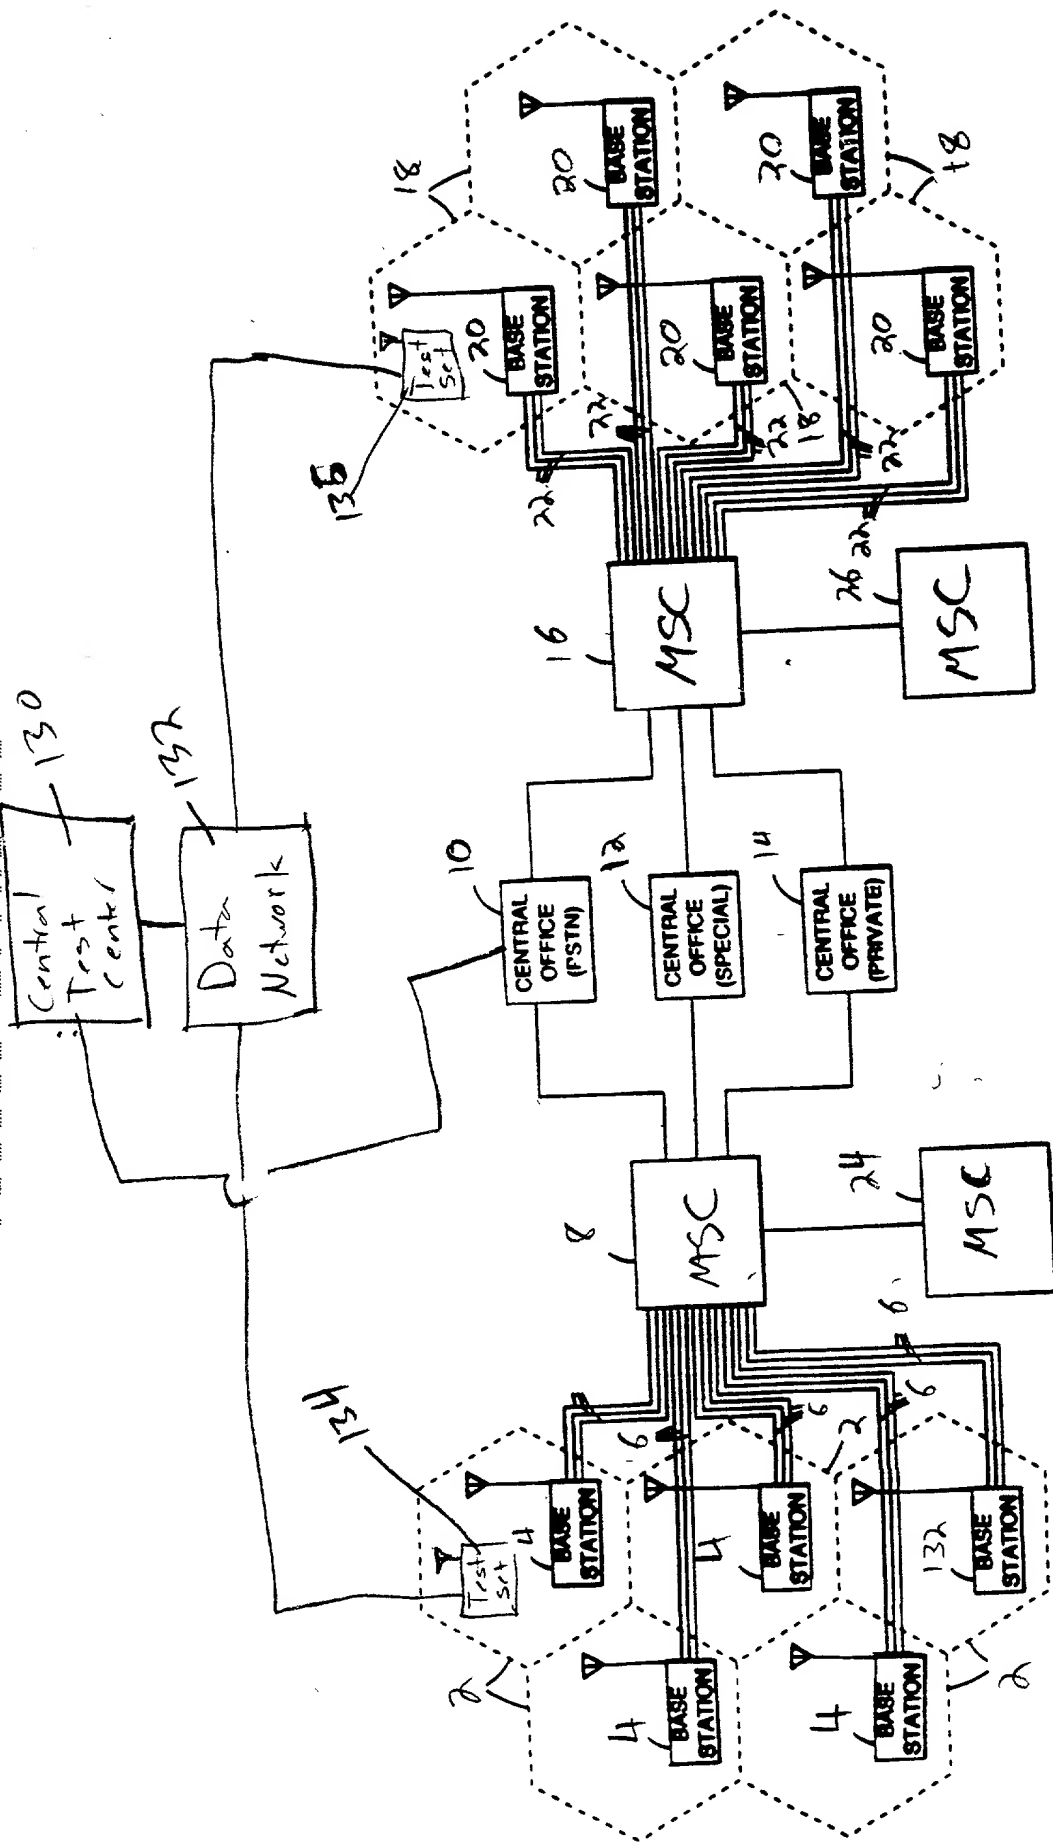 130
Central
Test
center
132
Data
Network
134
Test
set
135
Test
Set
10
CENTRAL
OFFICE
(PSTN)
12
CENTRAL
OFFICE
(SPECIAL)
14
CENTRAL
OFFICE
(PRIVATE)
8
MSC
24
MSC
16
MSC
26
MSC
2
2
2
4
BASE
STATION
4
BASE
STATION
4
BASE
STATION
4
BASE
STATION
132
BASE
STATION
6
6
6
6
18
18
18
20
BASE
STATION
20
BASE
STATION
20
BASE
STATION
20
BASE
STATION
20
BASE
STATION
22
22
22
22
22